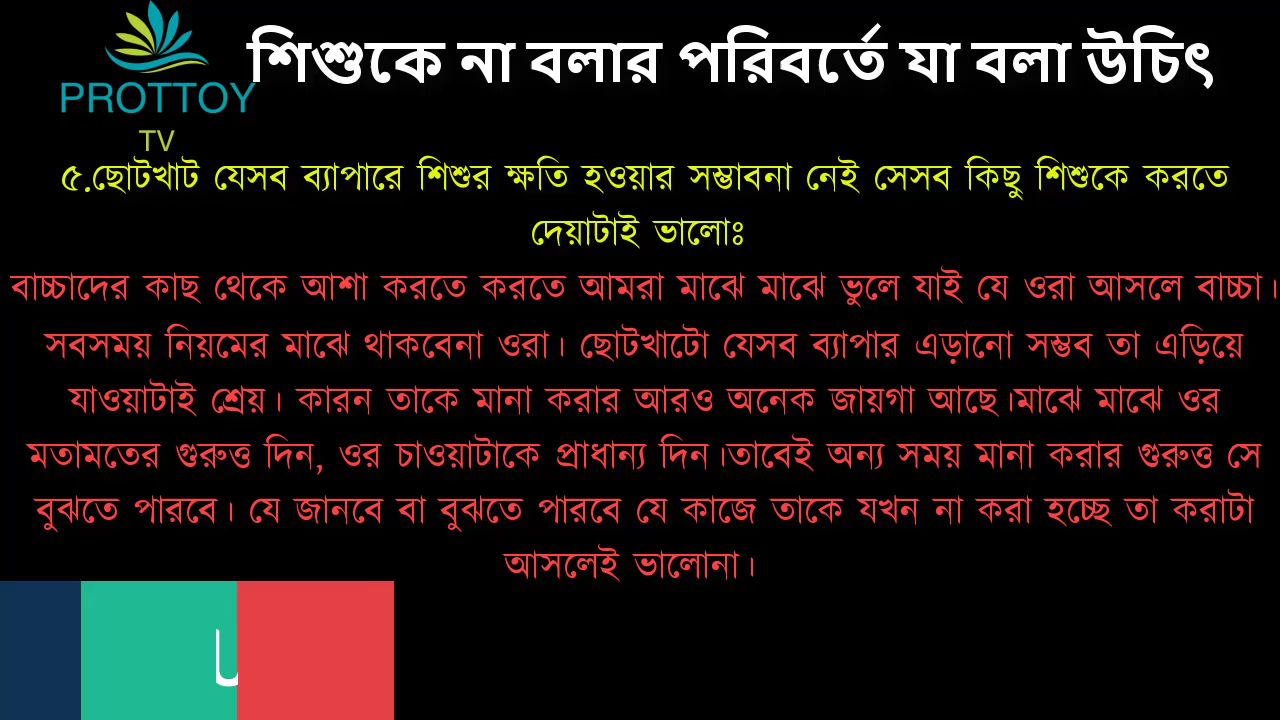 শিশুকে না বলার পরিবর্তে যা বলা উচিৎ
PROTTOY
TV
৫.ছোটখাট যেসব ব্যাপারে শিশুর ক্ষতি হওয়ার সম্ভাবনা নেই সেসব কিছু শিশুকে করতে
দেয়াটাই ভালোঃ
বাচ্চাদের কাছ থেকে আশা করতে করতে আমরা মাঝে মাঝে ভুলে যাই যে ওরা আসলে বাচ্চা।
সবসময় নিয়মের মাঝে থাকবেনা ওরা। ছোটখাটো যেসব ব্যাপার এড়ানো সম্ভব তা এড়িয়ে
যাওয়াটাই শ্রেয়। কারন তাকে মানা করার আরও অনেক জায়গা আছে।মাঝে মাঝে ওর
মতামতের গুরুত্ত দিন, ওর চাওয়াটাকে প্রাধান্য দিন।তাবেই অন্য সময় মানা করার গুরুত্ত সে
বুঝতে পারবে। যে জানবে বা বুঝতে পারবে যে কাজে তাকে যখন না করা হচ্ছে তা করাটা
আসলেই ভালোনা।